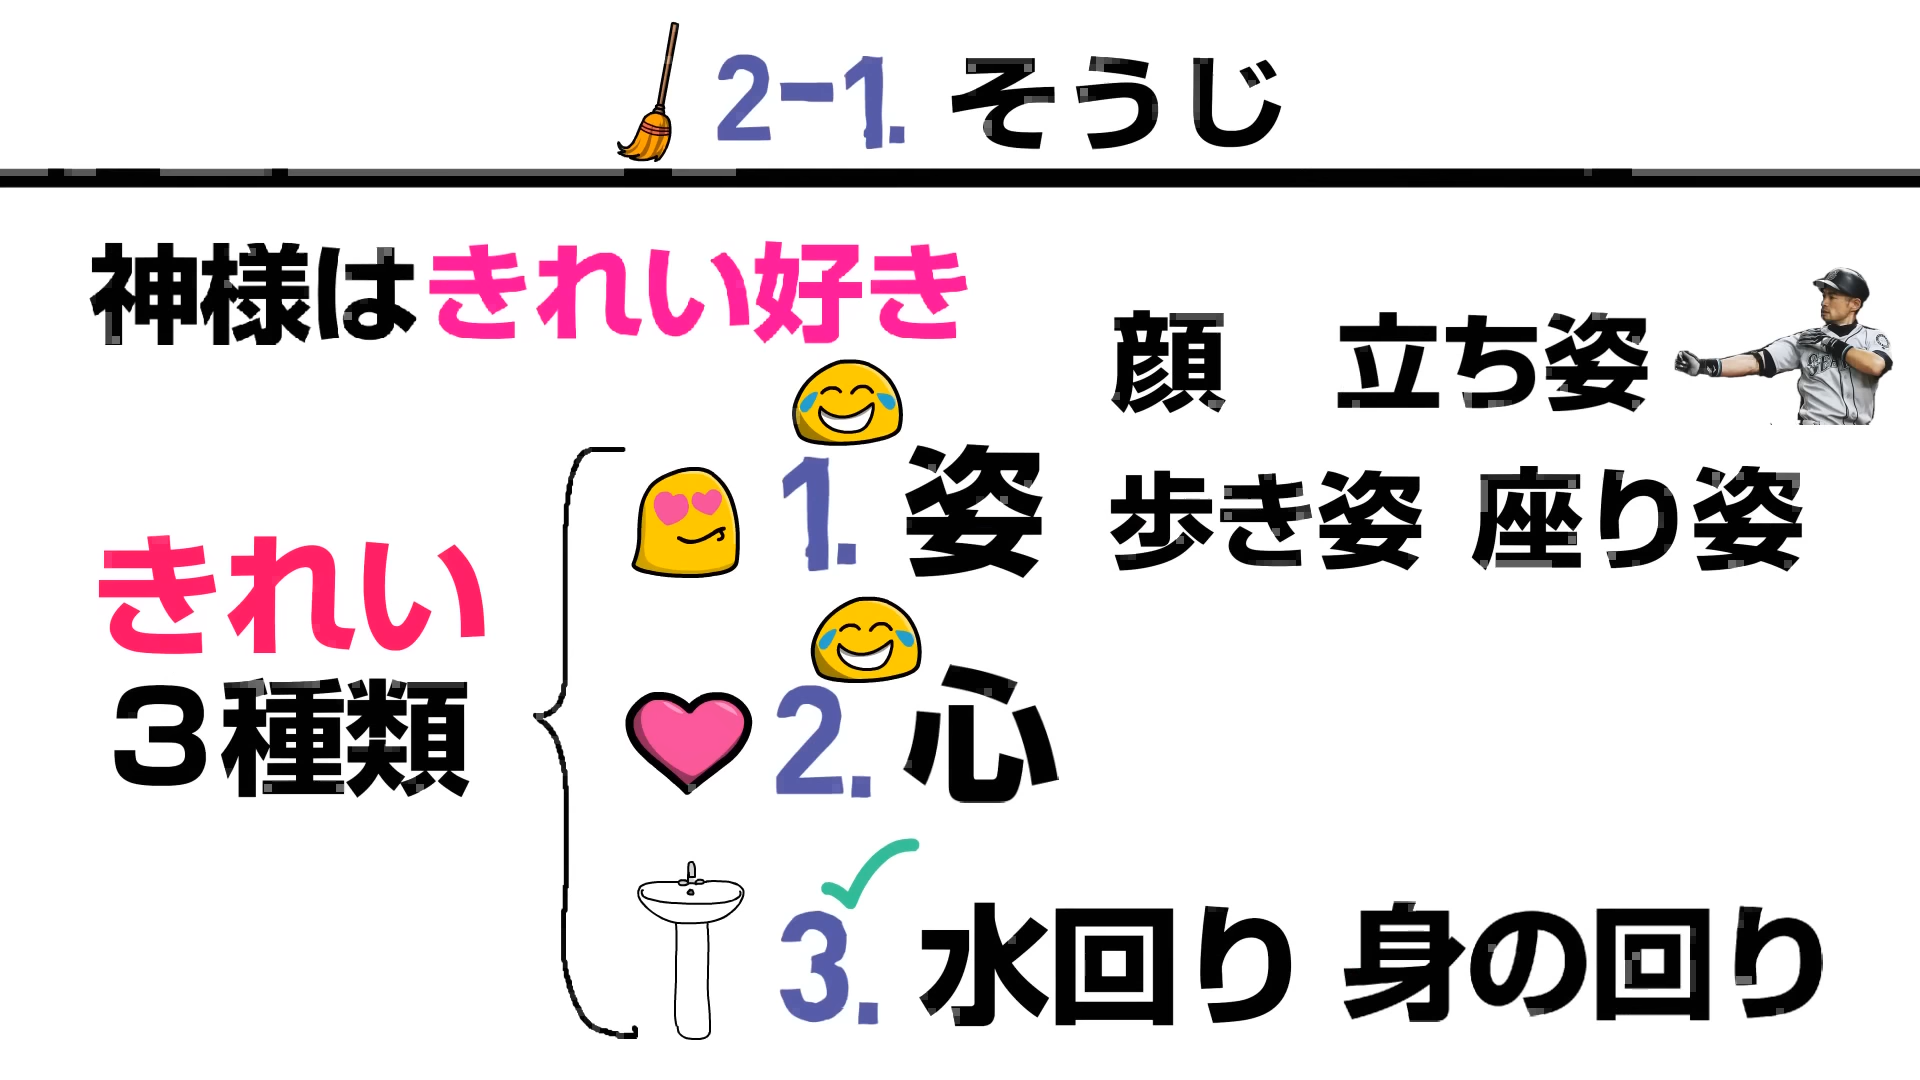 2-1. そうじ
神様はきれい好き
顔 立ち姿
1. 姿 歩き姿 座り姿
きれい
3種類
2. 心
3. 水回り 身の回り